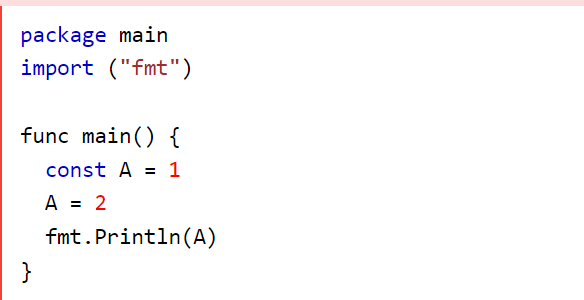 package main
import ("fmt")

func main() {
  const A = 1
  A = 2
  fmt.Println(A)
}